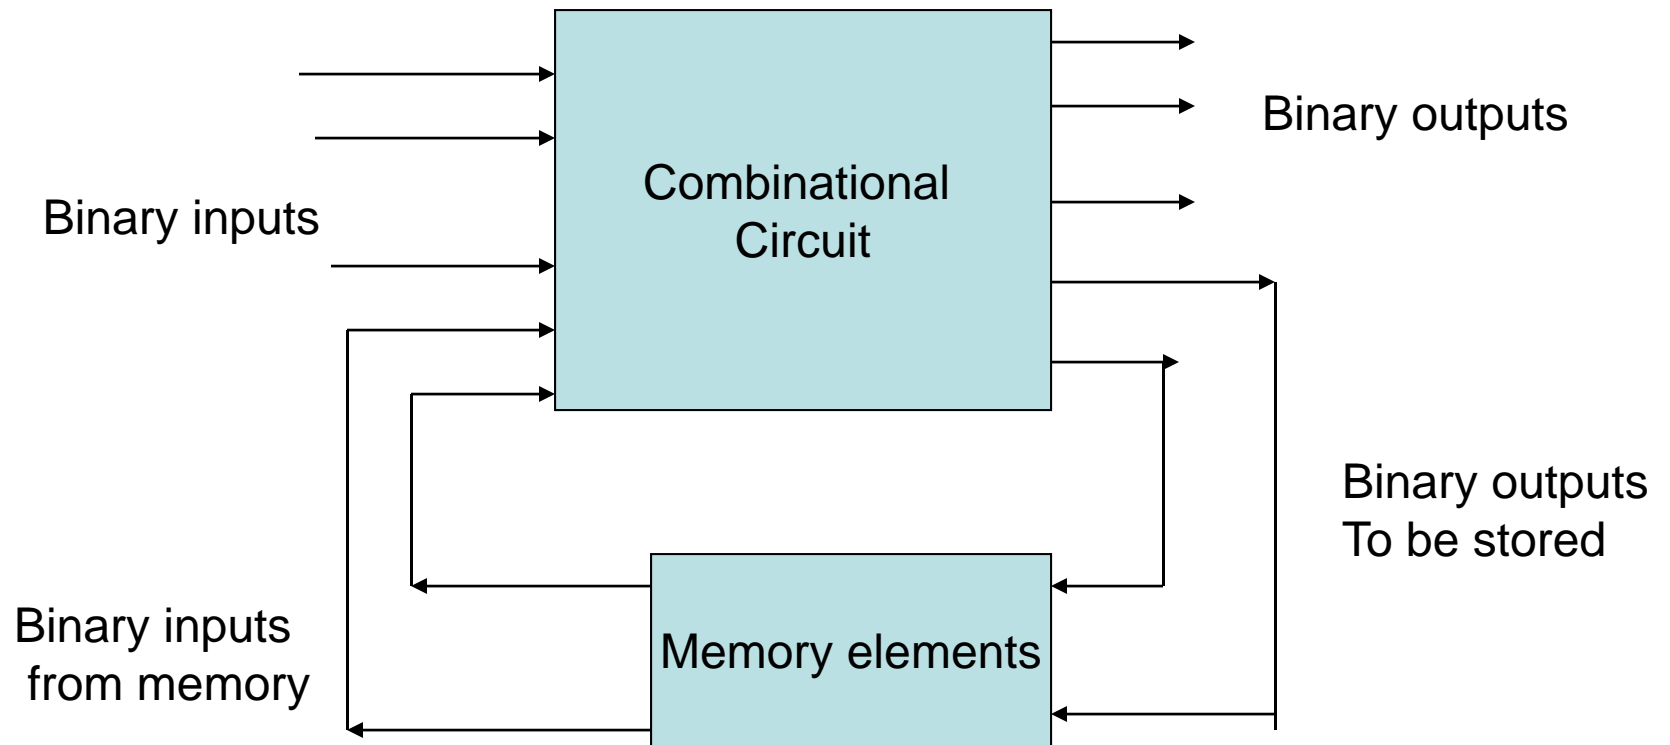 Binary inputs
Combinational
Circuit
Binary outputs
Binary inputs
from memory
Memory elements
Binary outputs
To be stored